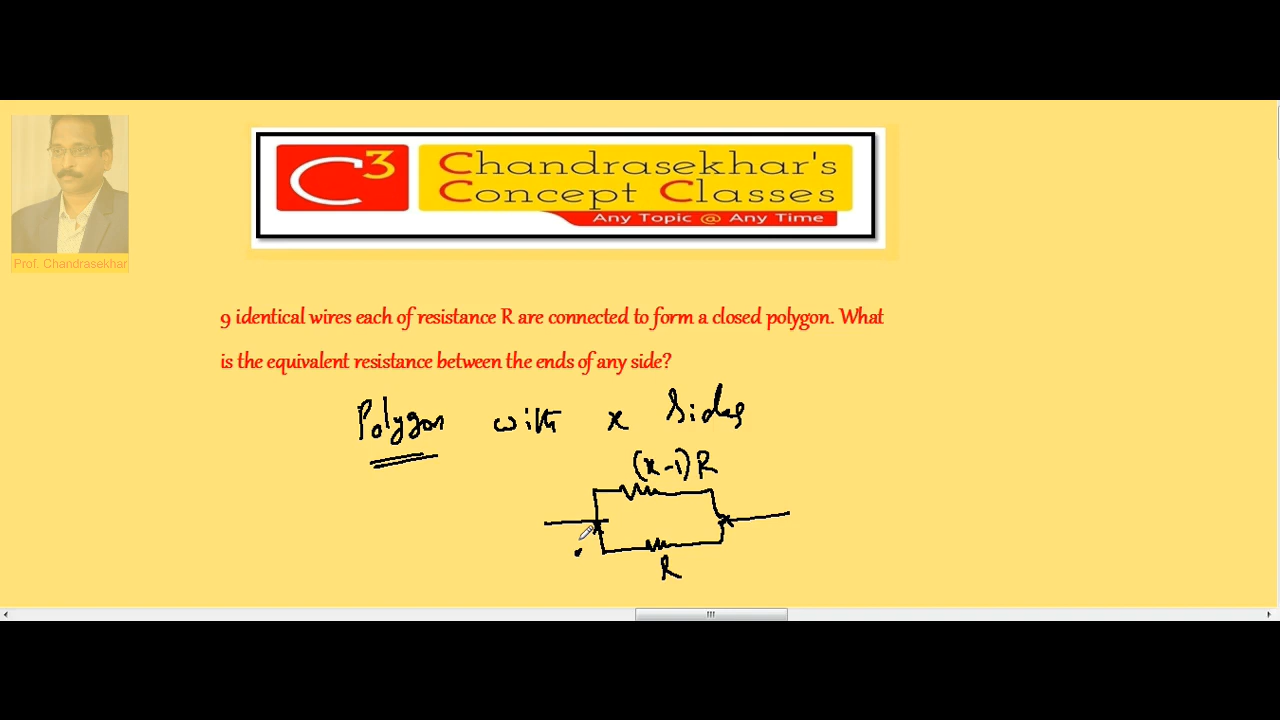 C3
Chandrasekhar's
Concept Classes
Any Topic @ Any Time
Prof. Chandrasekhar
9 identical wires each of resistance R are connected to form a closed polygon. What
is the equivalent resistance between the ends of any side?
Polygon with x Sides
(x-1)R
R